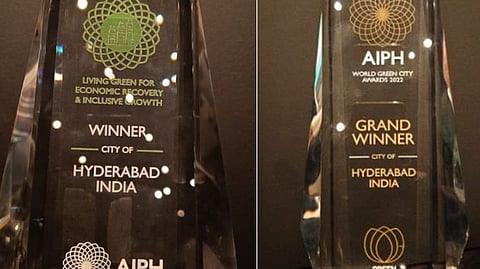 LIVING GREEN FOR
ECONOMIC RECOVERY
& INCLUSIVE GROWTH
WINNER
CITY OF
HYDERABAD
INDIA
AIPH
AIPH
WORLD GREEN CITY
AWARDS 2022
GRAND
WINNER
CITY OF
HYDERABAD
INDIA
GREEN